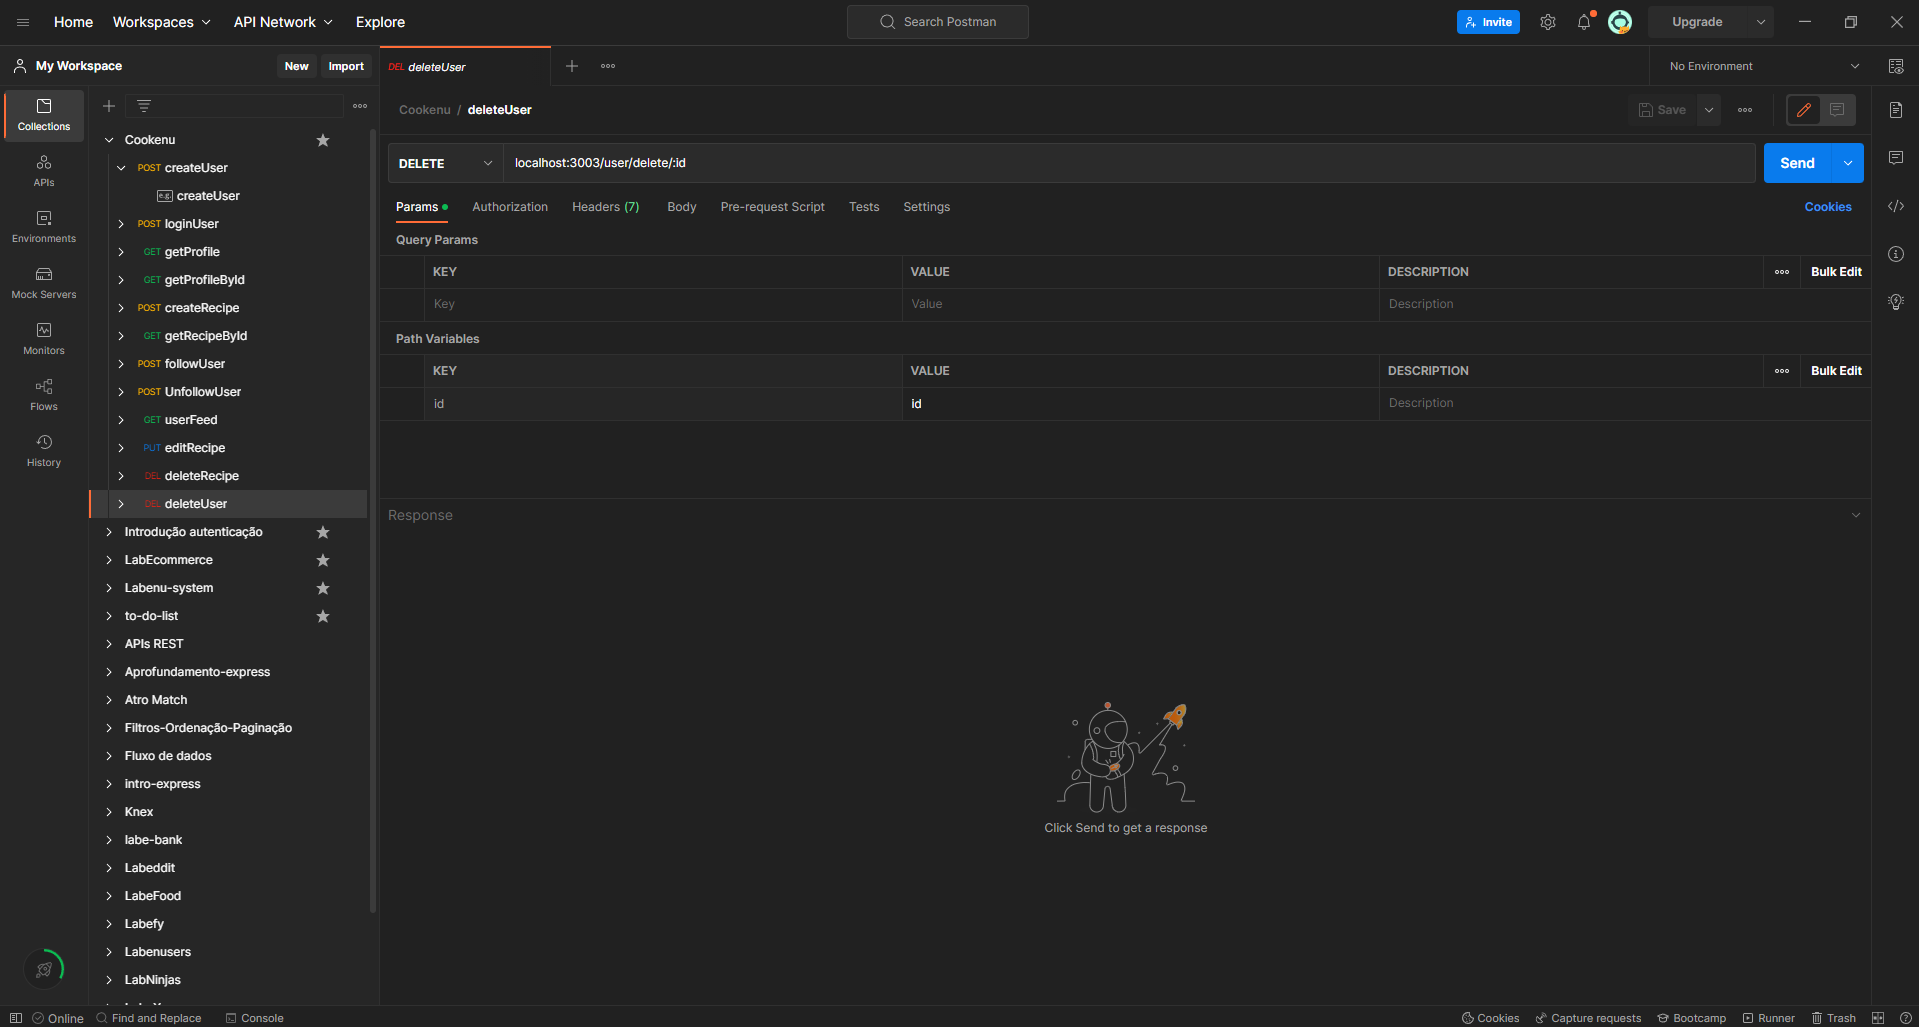 Home Workspaces API Network Explore Search Postman Invite Upgrade
My Workspace New Import DEL deleteUser No Environment
Collections
APIs
Environments
Mock Servers
Monitors
Flows
History
Cookenu
POST createUser
e.g. createUser
POST loginUser
GET getProfile
GET getProfileById
POST createRecipe
GET getRecipeById
POST followUser
POST UnfollowUser
GET userFeed
PUT editRecipe
DEL deleteRecipe
DEL deleteUser
Introdução autenticação
LabEcommerce
Labenu-system
to-do-list
APIs REST
Aprofundamento-express
Atro Match
Filtros-Ordenação-Paginação
Fluxo de dados
intro-express
Knex
labe-bank
Labeddit
LabeFood
Labefy
Labenusers
LabNinjas
Cookenu / deleteUser Save
DELETE localhost:3003/user/delete/:id Send
Params Authorization Headers (7) Body Pre-request Script Tests Settings Cookies
Query Params
KEY VALUE DESCRIPTION Bulk Edit
Key Value Description
Path Variables
KEY VALUE DESCRIPTION Bulk Edit
id id Description
Response
Click Send to get a response
Online Find and Replace Console Cookies Capture requests Bootcamp Runner Trash